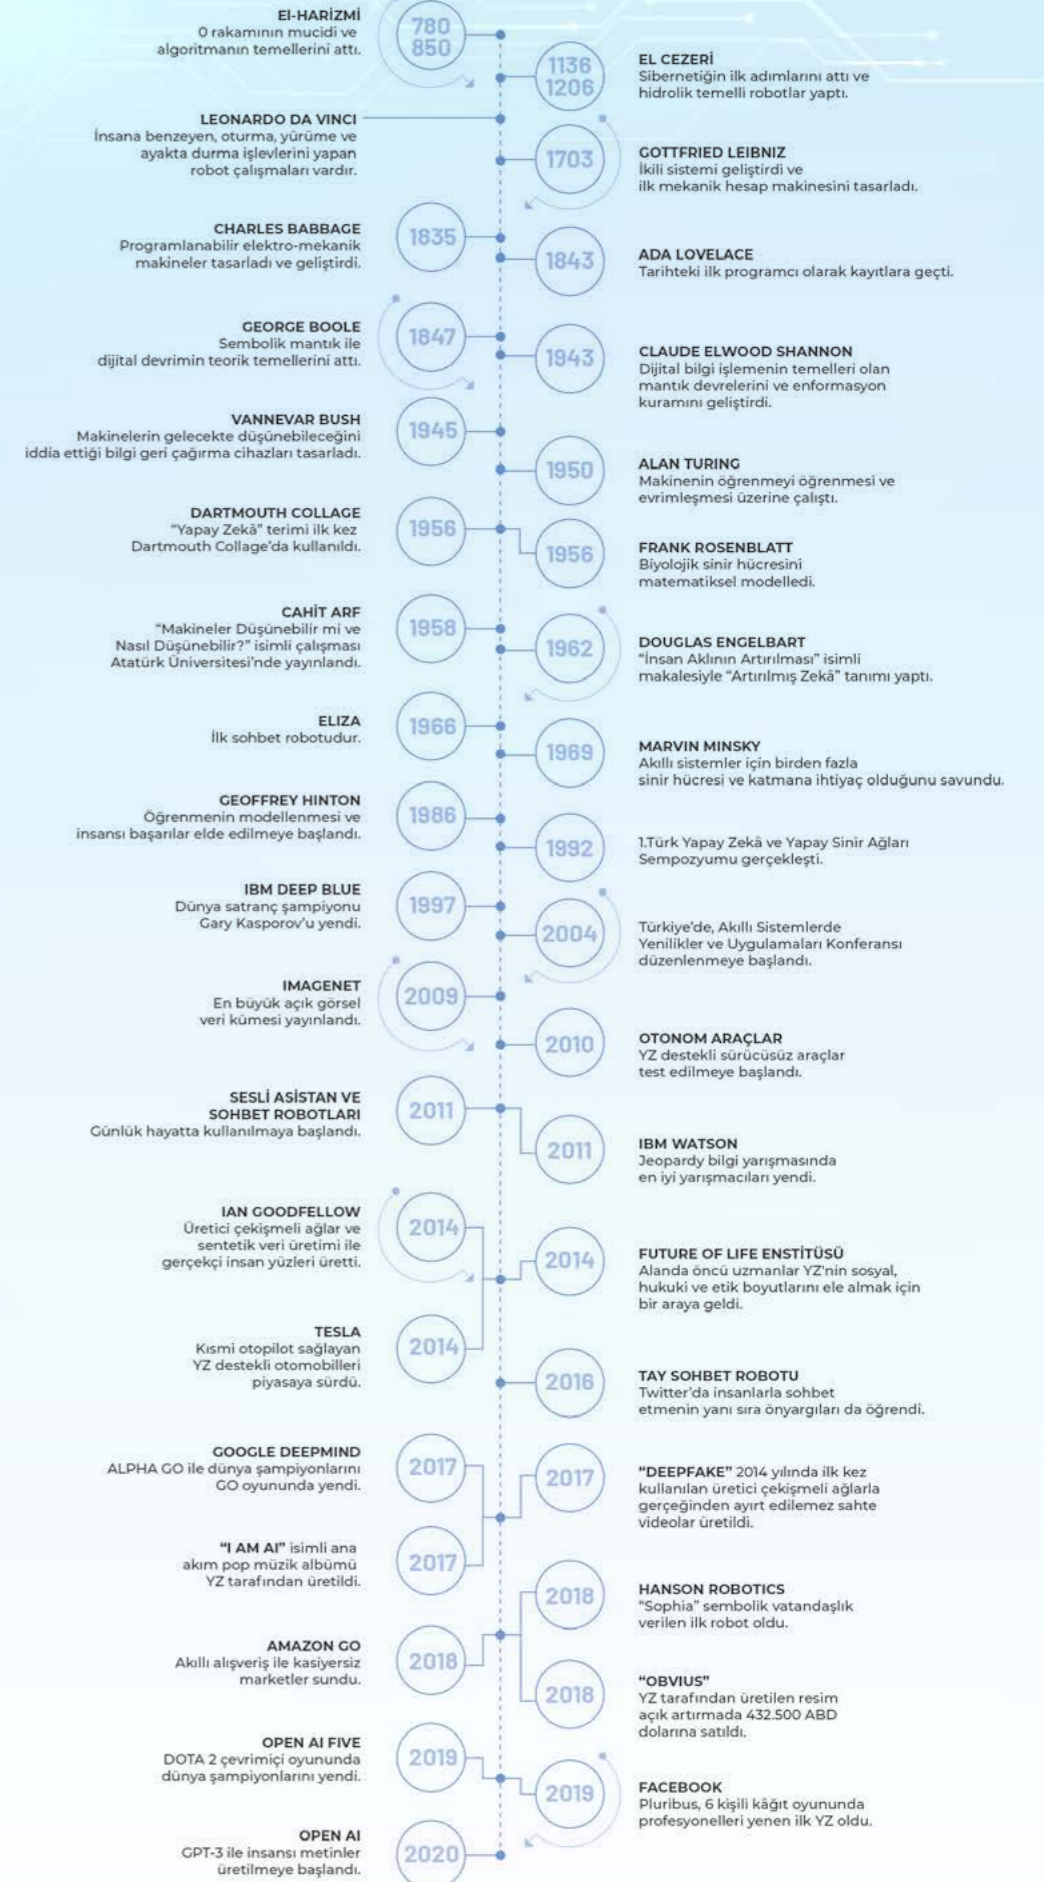 El-HARİZMİ
0 rakamının mucidi ve
algoritmanın temellerini attı.
780
850
1136
1206
EL CEZERİ
Sibernetiğin ilk adımlarını attı ve
hidrolik temelli robotlar yaptı.
LEONARDO DA VINCI
İnsana benzeyen, oturma, yürüme ve
ayakta durma işlevlerini yapan
robot çalışmaları vardır.
1703
GOTTFRIED LEIBNIZ
İkili sistemi geliştirdi ve
ilk mekanik hesap makinesini tasarladı.
CHARLES BABBAGE
Programlanabilir elektro-mekanik
makineler tasarladı ve geliştirdi.
1835
1843
ADA LOVELACE
Tarihteki ilk programcı olarak kayıtlara geçti.
GEORGE BOOLE
Sembolik mantık ile
dijital devrimin teorik temellerini attı.
1847
1943
CLAUDE ELWOOD SHANNON
Dijital bilgi işlemenin temelleri olan
mantık devrelerini ve enformasyon
kuramını geliştirdi.
VANNEVAR BUSH
Makinelerin gelecekte düşünebileceğini
iddia ettiği bilgi geri çağırma cihazları tasarladı.
1945
1950
ALAN TURING
Makinenin öğrenmeyi öğrenmesi ve
evrimleşmesi üzerine çalıştı.
DARTMOUTH COLLAGE
“Yapay Zekâ” terimi ilk kez
Dartmouth Collage’da kullanıldı.
1956
1956
FRANK ROSENBLATT
Biyolojik sinir hücresini
matematiksel modelledi.
CAHİT ARF
“Makineler Düşünebilir mi ve
Nasıl Düşünebilir?” isimli çalışması
Atatürk Üniversitesi’nde yayınlandı.
1958
1962
DOUGLAS ENGELBART
“İnsan Aklının Artırılması” isimli
makalesiyle “Artırılmış Zekâ” tanımı yaptı.
ELIZA
İlk sohbet robotudur.
1966
1969
MARVIN MINSKY
Akıllı sistemler için birden fazla
sinir hücresi ve katmana ihtiyaç olduğunu savundu.
GEOFFREY HINTON
Öğrenmenin modellenmesi ve
insansı başarılar elde edilmeye başlandı.
1986
1992
1.Türk Yapay Zekâ ve Yapay Sinir Ağları
Sempozyumu gerçekleşti.
IBM DEEP BLUE
Dünya satranç şampiyonu
Gary Kasporov’u yendi.
1997
2004
Türkiye’de, Akıllı Sistemlerde
Yenilikler ve Uygulamaları Konferansı
düzenlenmeye başlandı.
IMAGENET
En büyük açık görsel
veri kümesi yayınlandı.
2009
2010
OTONOM ARAÇLAR
YZ destekli sürücüsüz araçlar
test edilmeye başlandı.
SESLİ ASİSTAN VE
SOHBET ROBOTLARI
Günlük hayatta kullanılmaya başlandı.
2011
2011
IBM WATSON
Jeopardy bilgi yarışmasında
en iyi yarışmacıları yendi.
IAN GOODFELLOW
Üretici çekişmeli ağlar ve
sentetik veri üretimi ile
gerçekçi insan yüzleri üretti.
2014
2014
FUTURE OF LIFE ENSTİTÜSÜ
Alanda öncü uzmanlar YZ'nin sosyal,
hukuki ve etik boyutlarını ele almak için
bir araya geldi.
TESLA
Kısmi otopilot sağlayan
YZ destekli otomobilleri
piyasaya sürdü.
2014
2016
TAY SOHBET ROBOTU
Twitter’da insanlarla sohbet
etmenin yanı sıra önyargıları da öğrendi.
GOOGLE DEEPMIND
ALPHA GO ile dünya şampiyonlarını
GO oyununda yendi.
2017
2017
“DEEPFAKE” 2014 yılında ilk kez
kullanılan üretici çekişmeli ağlarla
gerçeğinden ayırt edilemez sahte
videolar üretildi.
“I AM AI” isimli ana
akım pop müzik albümü
YZ tarafından üretildi.
2017
2018
HANSON ROBOTICS
“Sophia” sembolik vatandaşlık
verilen ilk robot oldu.
AMAZON GO
Akıllı alışveriş ile kasiyersiz
marketler sundu.
2018
2018
“OBVIUS”
YZ tarafından üretilen resim
açık artırmada 432.500 ABD
dolarına satıldı.
OPEN AI FIVE
DOTA 2 çevrimiçi oyununda
dünya şampiyonlarını yendi.
2019
2019
FACEBOOK
Pluribus, 6 kişili kâğıt oyununda
profesyonelleri yenen ilk YZ oldu.
OPEN AI
GPT-3 ile insansı metinler
üretilmeye başlandı.
2020